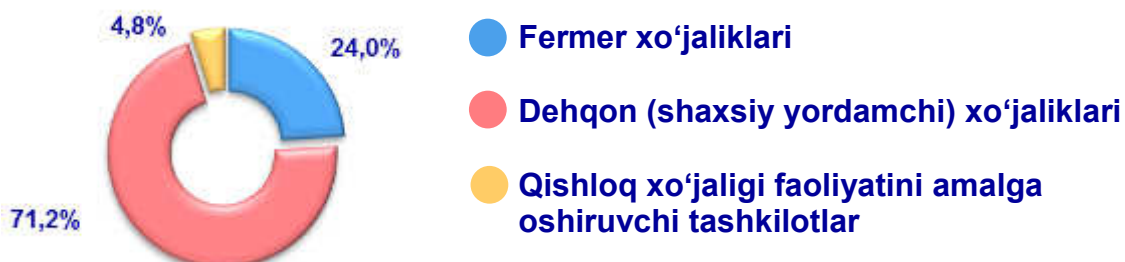 4,8%
24,0%
71,2%
Fermer xo‘jaliklari
Dehqon (shaxsiy yordamchi) xo‘jaliklari
Qishloq xo‘jaligi faoliyatini amalga
oshiruvchi tashkilotlar